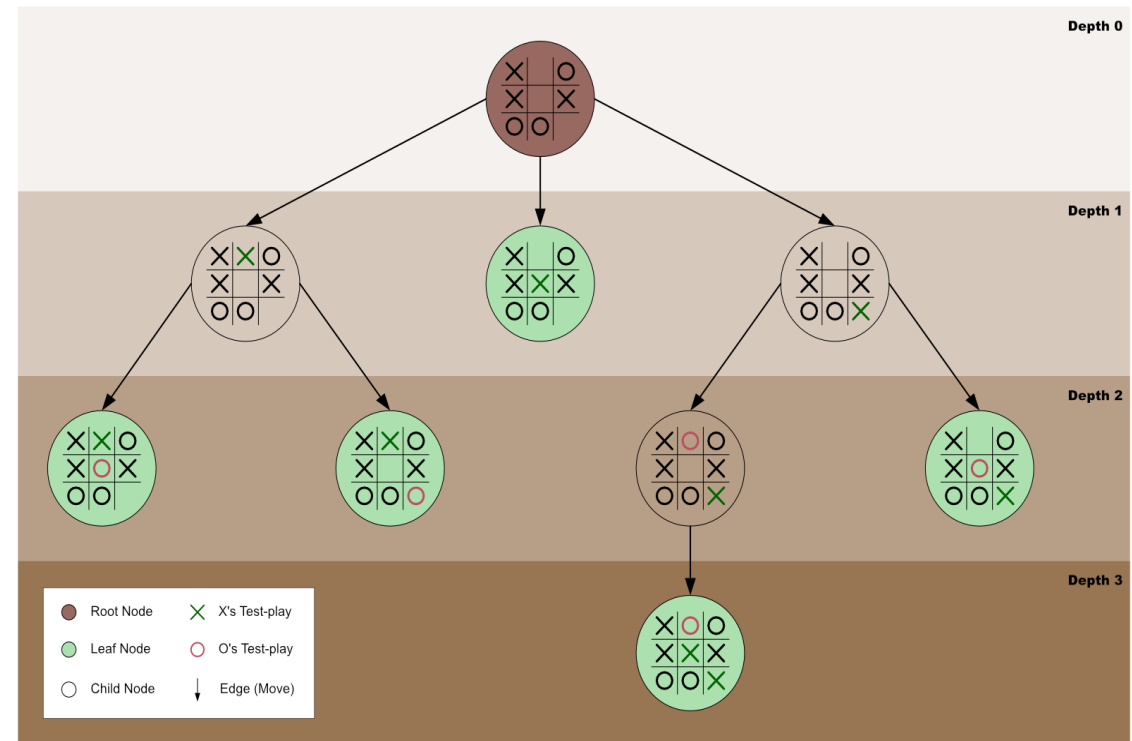 Depth 0
Depth 1
Depth 2
Depth 3
Root Node
X's Test-play
Leaf Node
O's Test-play
Child Node
Edge (Move)